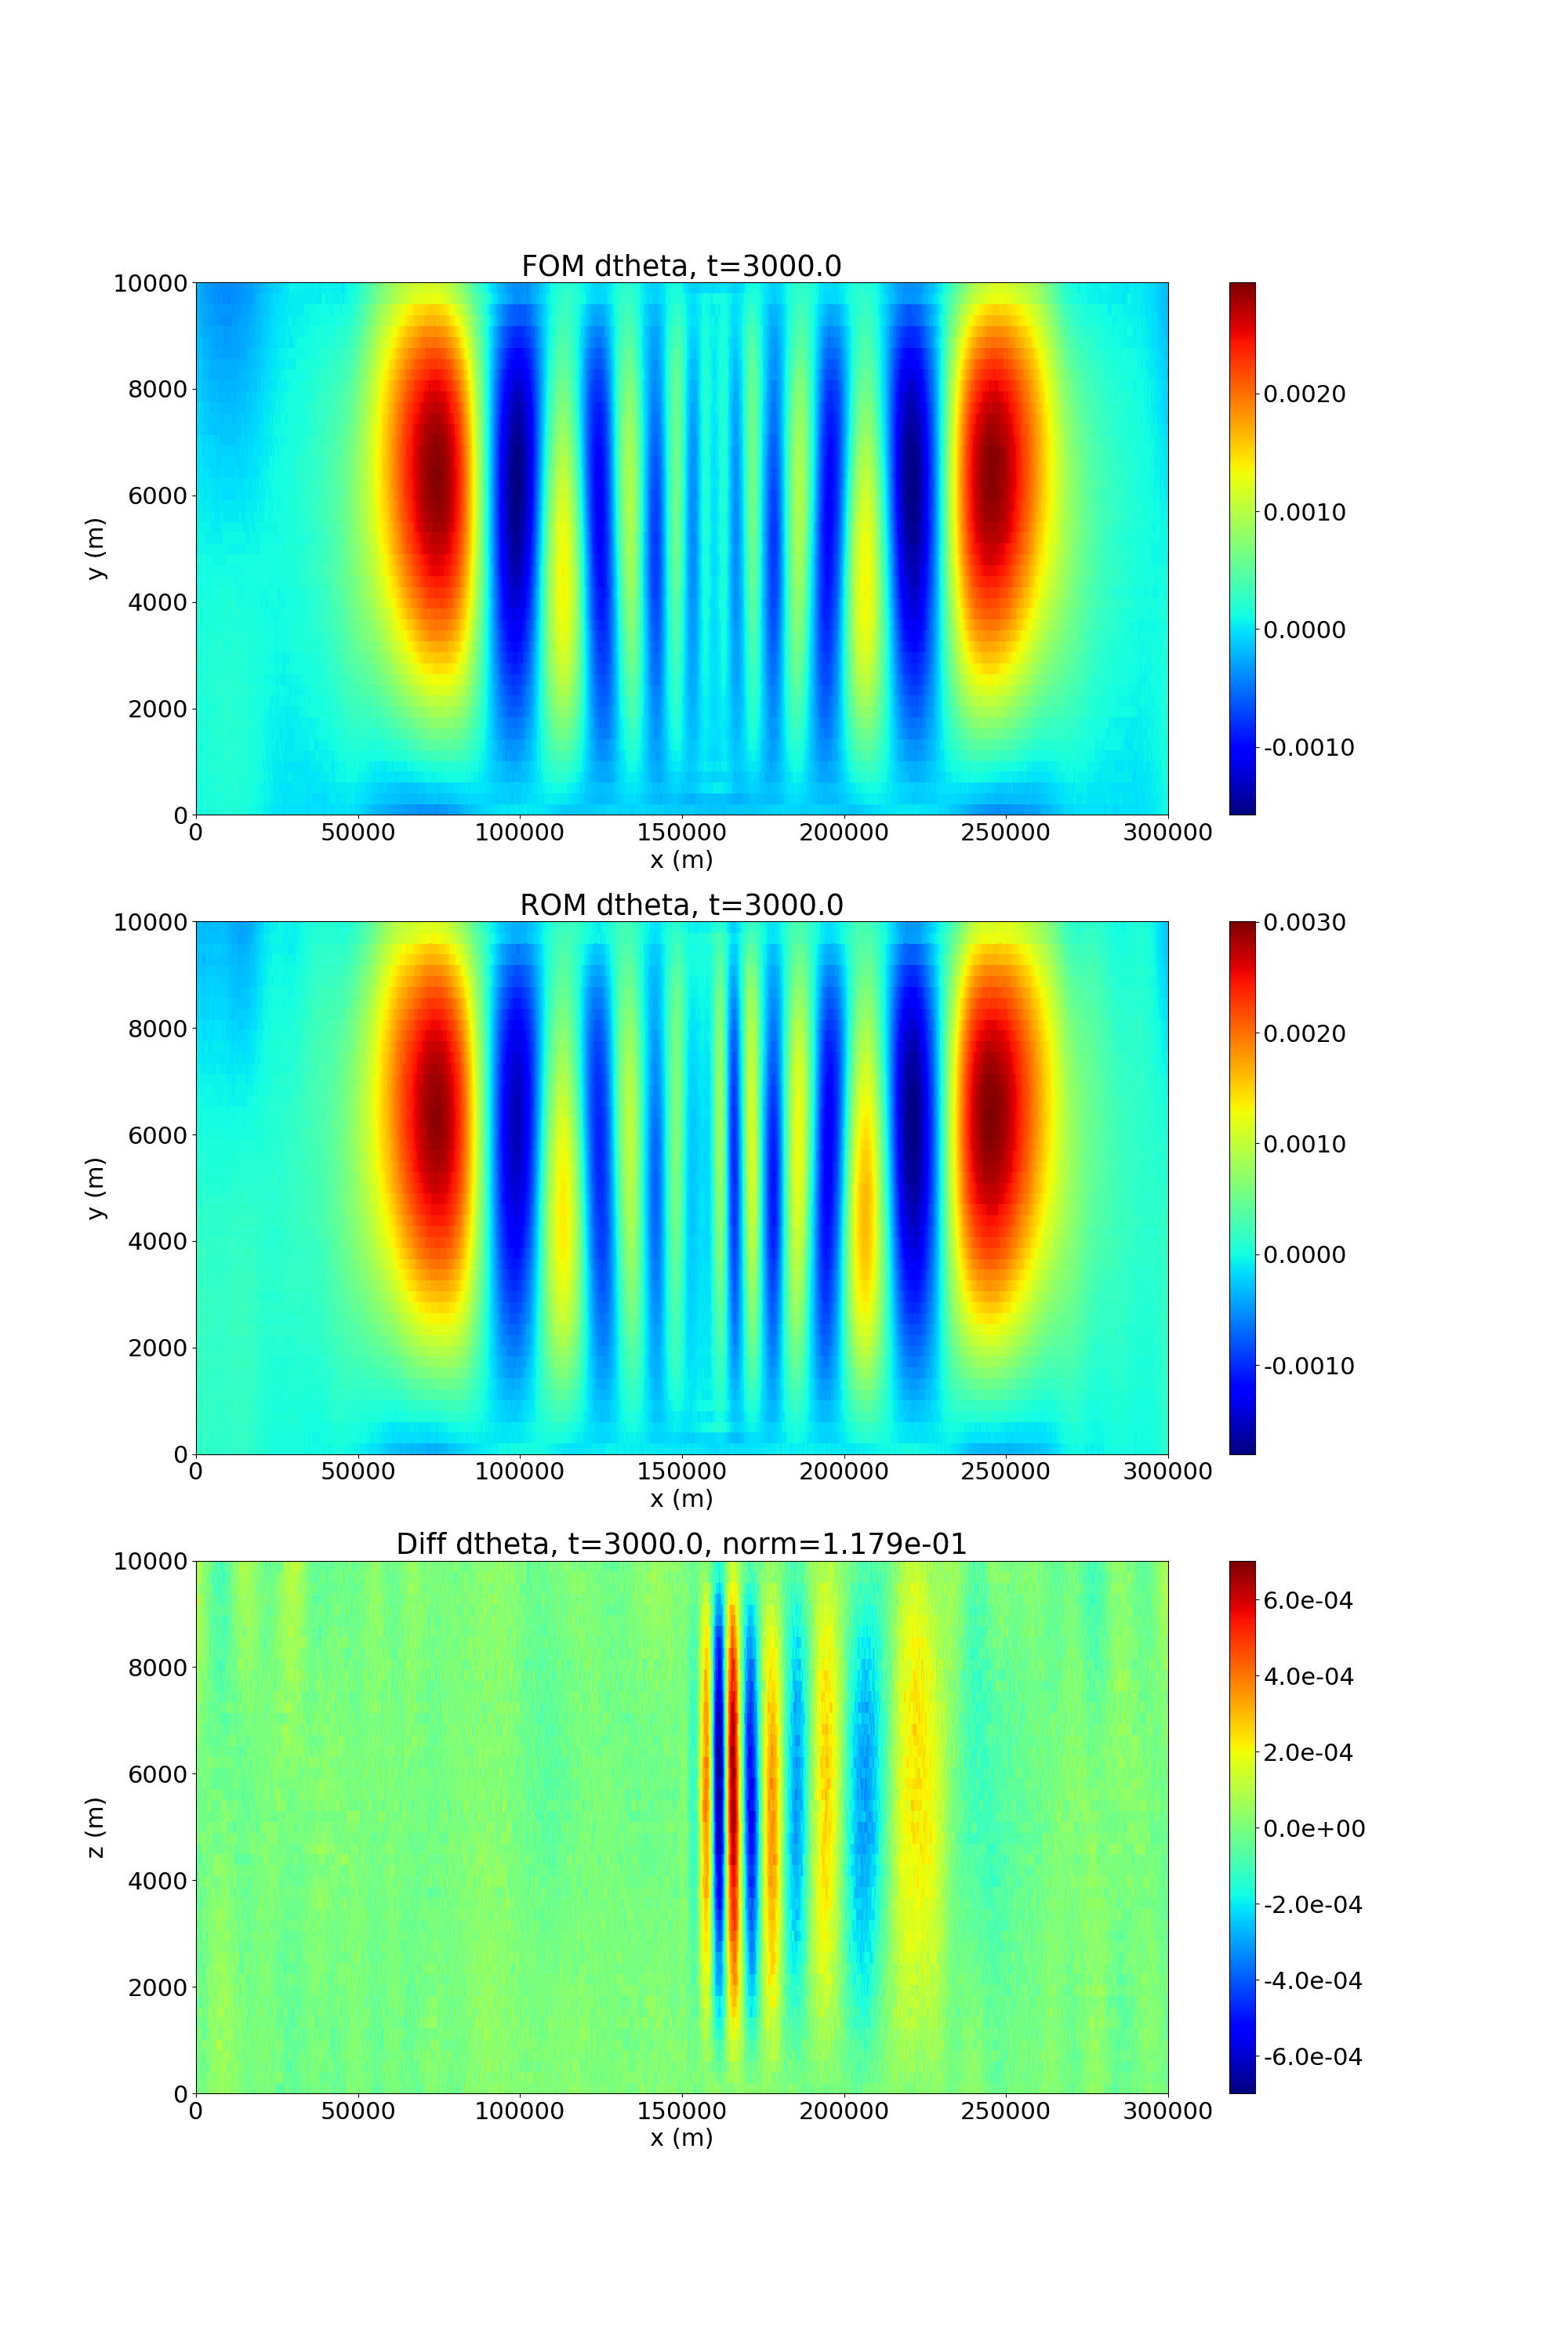 FOM dtheta, t=3000.0
10000
8000
6000
4000
2000
0
y (m)
0 50000 100000 150000 200000 250000 300000
x (m)
0.0020
0.0010
0.0000
-0.0010
ROM dtheta, t=3000.0
10000
8000
6000
4000
2000
0
y (m)
0 50000 100000 150000 200000 250000 300000
x (m)
0.0030
0.0020
0.0010
0.0000
-0.0010
Diff dtheta, t=3000.0, norm=1.179e-01
10000
8000
6000
4000
2000
0
z (m)
0 50000 100000 150000 200000 250000 300000
x (m)
6.0e-04
4.0e-04
2.0e-04
0.0e+00
-2.0e-04
-4.0e-04
-6.0e-04